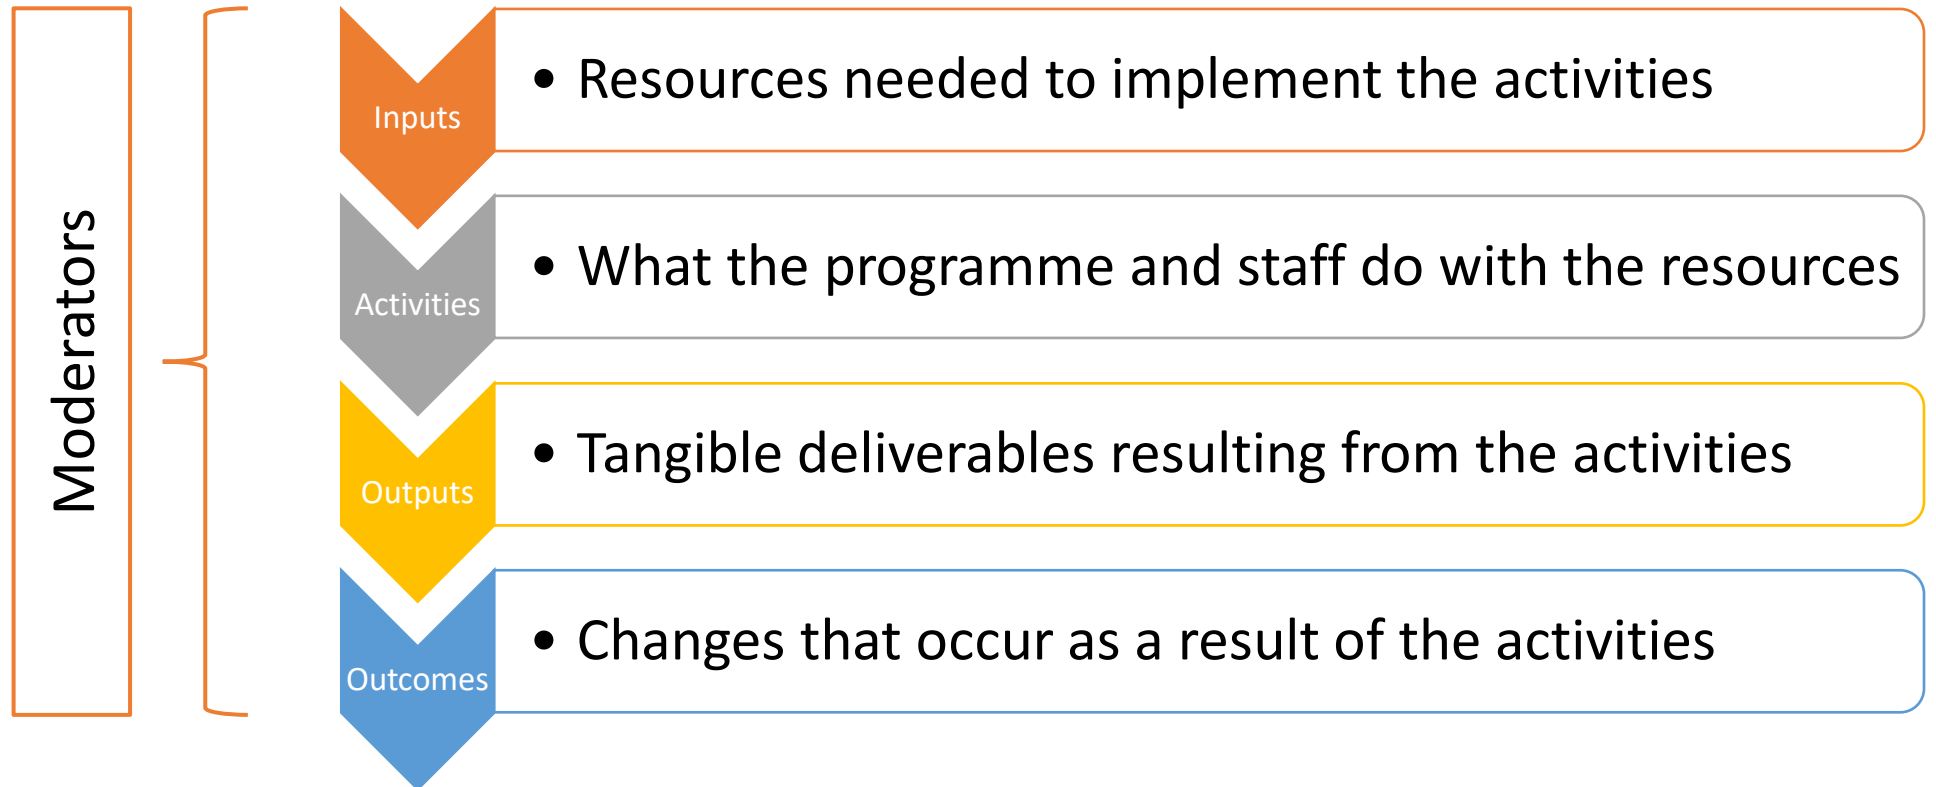 Moderators
Inputs
• Resources needed to implement the activities
Activities
• What the programme and staff do with the resources
Outputs
• Tangible deliverables resulting from the activities
Outcomes
• Changes that occur as a result of the activities